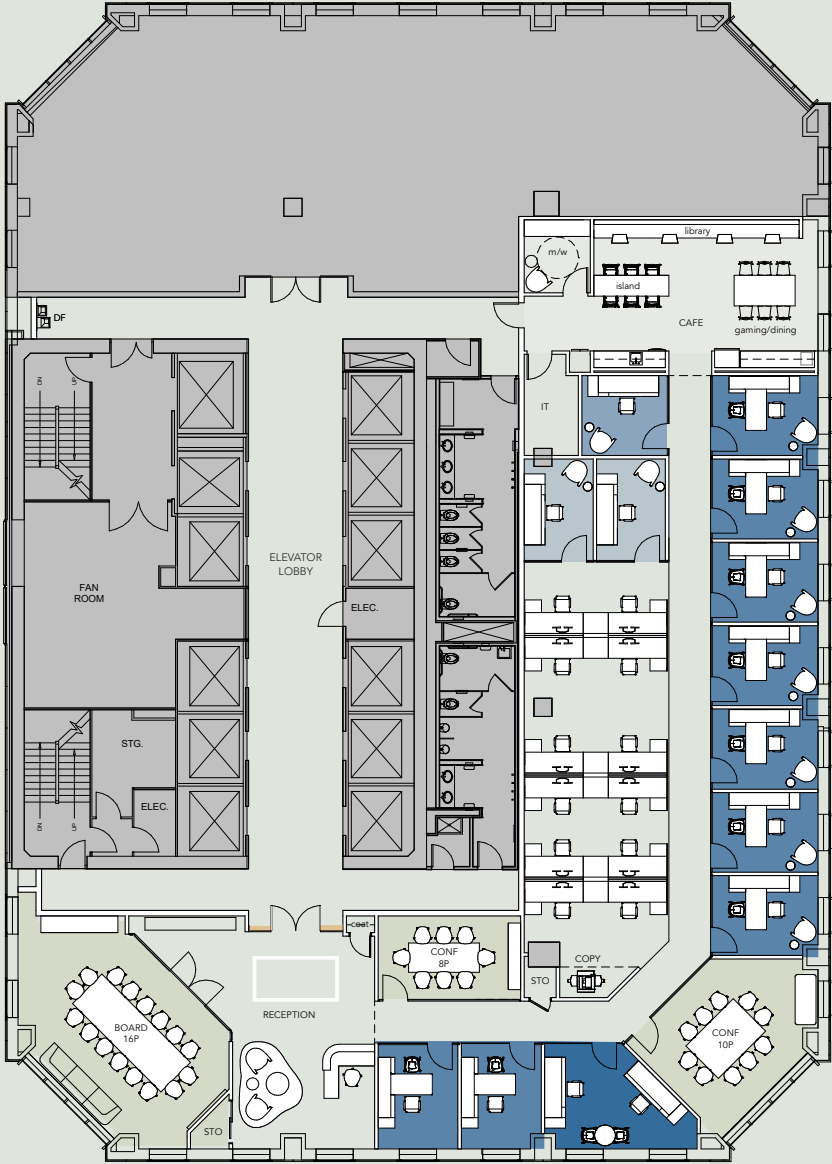 library
m/w
island
CAFE
gaming/dining
DF
DN
UP
IT
ELEVATOR
LOBBY
FAN
ROOM
ELEC.
STG.
ELEC.
DN
UP
coat
CONF
8P
COPY
STO
RECEPTION
BOARD
16P
CONF
10P
STO